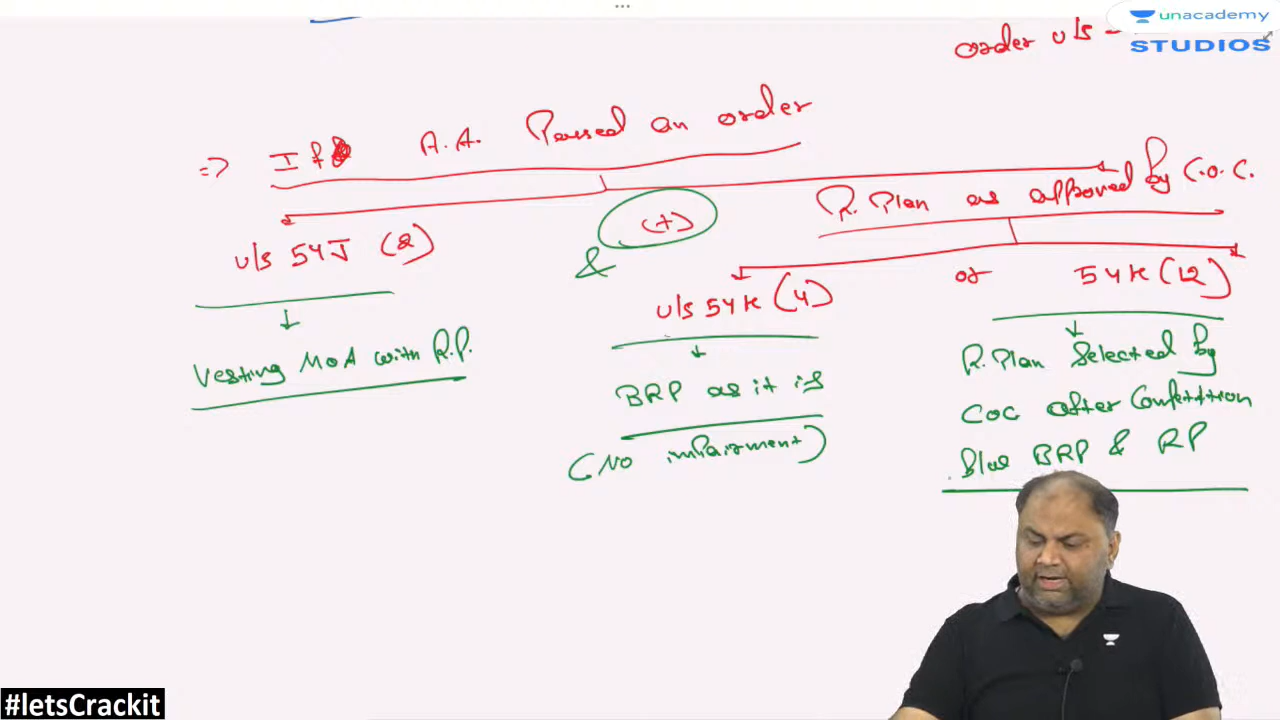 unacademy
STUDIOS
order u/s -
=> If A.A. Passed an order
R. Plan as approved by C.O.C.
u/s 54J (2)
(+)
&
u/s 54K (4)
or
54K (12)
Vesting MoA with R.P.
BRP as it is
(No impairment)
R. Plan Selected by
COC after Competition
b/w BRP & RP
#letsCrackit